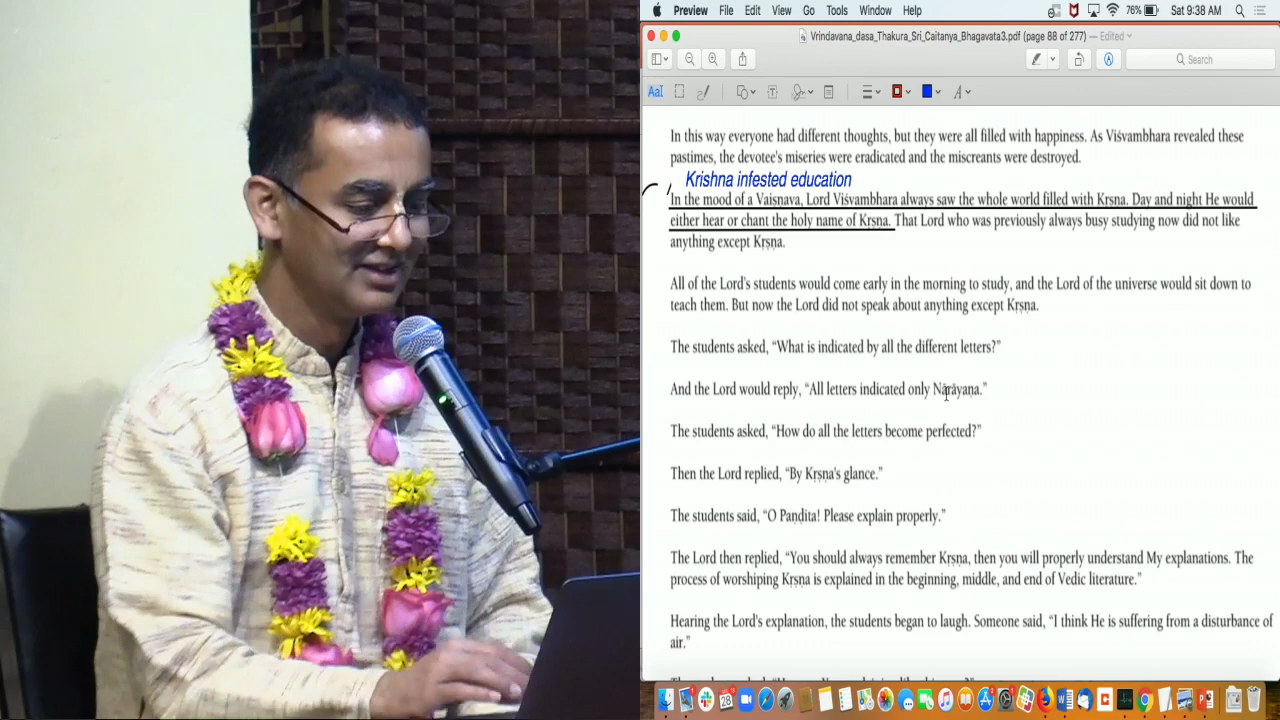 Preview File Edit View Go Tools Window Help 76% Sat 9:38 AM
Vrindavana_dasa_Thakura_Sri_Caitanya_Bhagavata3.pdf (page 88 of 277) — Edited
Search
AaI T A
In this way everyone had different thoughts, but they were all filled with happiness. As Viśvambhara revealed these
pastimes, the devotee's miseries were eradicated and the miscreants were destroyed.
Krishna infested education
In the mood of a Vaiṣṇava, Lord Viśvambhara always saw the whole world filled with Kṛṣṇa. Day and night He would
either hear or chant the holy name of Kṛṣṇa. That Lord who was previously always busy studying now did not like
anything except Kṛṣṇa.
All of the Lord's students would come early in the morning to study, and the Lord of the universe would sit down to
teach them. But now the Lord did not speak about anything except Kṛṣṇa.
The students asked, “What is indicated by all the different letters?”
And the Lord would reply, “All letters indicated only Nārāyaṇa.”
The students asked, “How do all the letters become perfected?”
Then the Lord replied, “By Kṛṣṇa's glance.”
The students said, “O Paṇḍita! Please explain properly.”
The Lord then replied, “You should always remember Kṛṣṇa, then you will properly understand My explanations. The
process of worshiping Kṛṣṇa is explained in the beginning, middle, and end of Vedic literature.”
Hearing the Lord's explanation, the students began to laugh. Someone said, “I think He is suffering from a disturbance of
air.”